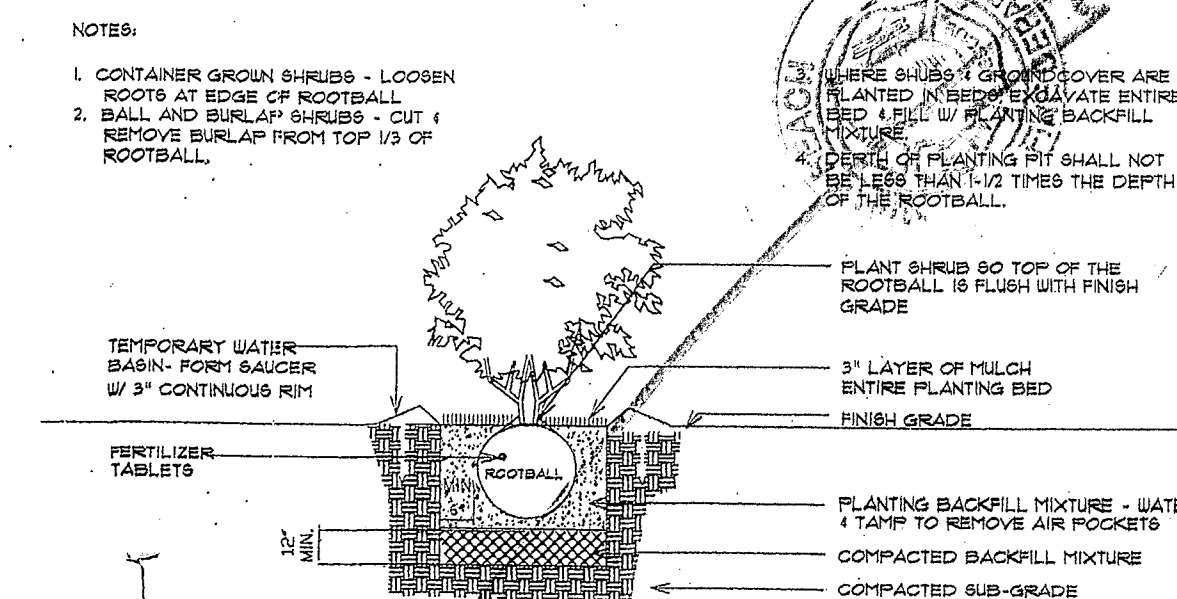 NOTES:
1. CONTAINER GROWN SHRUBS - LOOSEN
ROOTS AT EDGE OF ROOTBALL
2. BALL AND BURLAP SHRUBS - CUT &
REMOVE BURLAP FROM TOP 1/3 OF
ROOTBALL.
3. WHERE SHUBS & GROUNDCOVER ARE
PLANTED IN BEDS EXCAVATE ENTIRE
BED & FILL W/ PLANTING BACKFILL
MIXTURE.
4. DEPTH OF PLANTING PIT SHALL NOT
BE LESS THAN 1-1/2 TIMES THE DEPTH
OF THE ROOTBALL.
PLANT SHRUB SO TOP OF THE
ROOTBALL IS FLUSH WITH FINISH
GRADE
TEMPORARY WATER
BASIN- FORM SAUCER
W/ 3" CONTINUOUS RIM
3" LAYER OF MULCH
ENTIRE PLANTING BED
FINISH GRADE
FERTILIZER
TABLETS
ROOTBALL
MIN.
6"
12"
MIN.
PLANTING BACKFILL MIXTURE - WATE
& TAMP TO REMOVE AIR POCKETS
COMPACTED BACKFILL MIXTURE
COMPACTED SUB-GRADE
BEACH